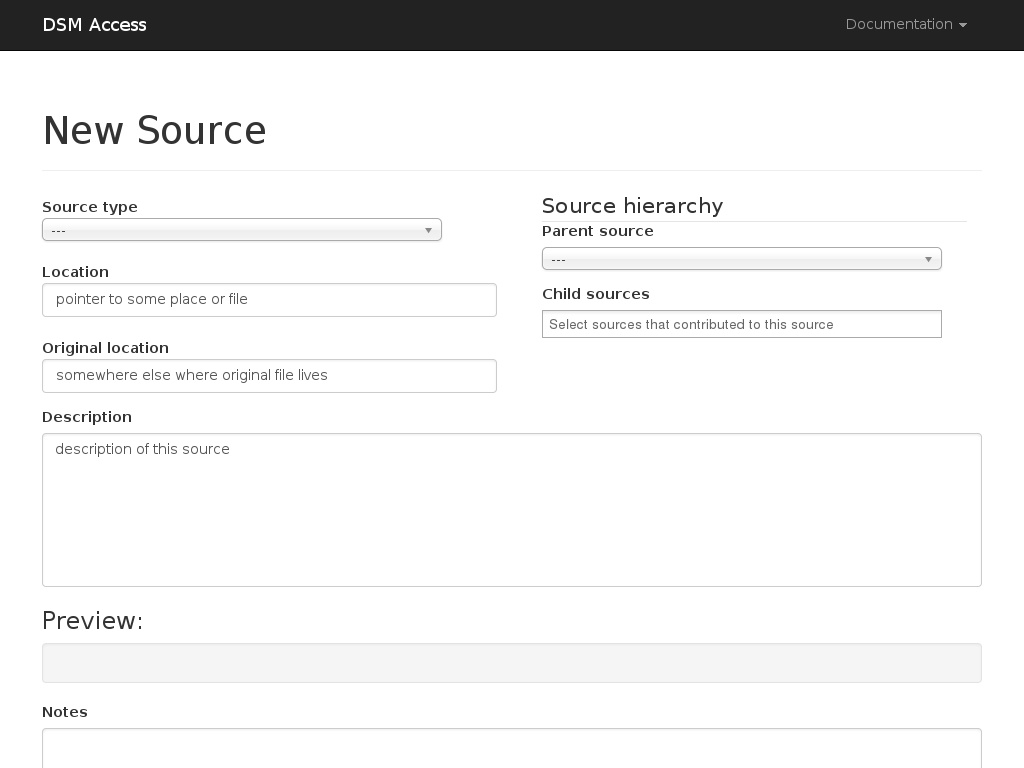 DSM Access
Documentation
New Source
Source type
---
Location
pointer to some place or file
Original location
somewhere else where original file lives
Source hierarchy
Parent source
---
Child sources
Select sources that contributed to this source
Description
description of this source
Preview:
Notes